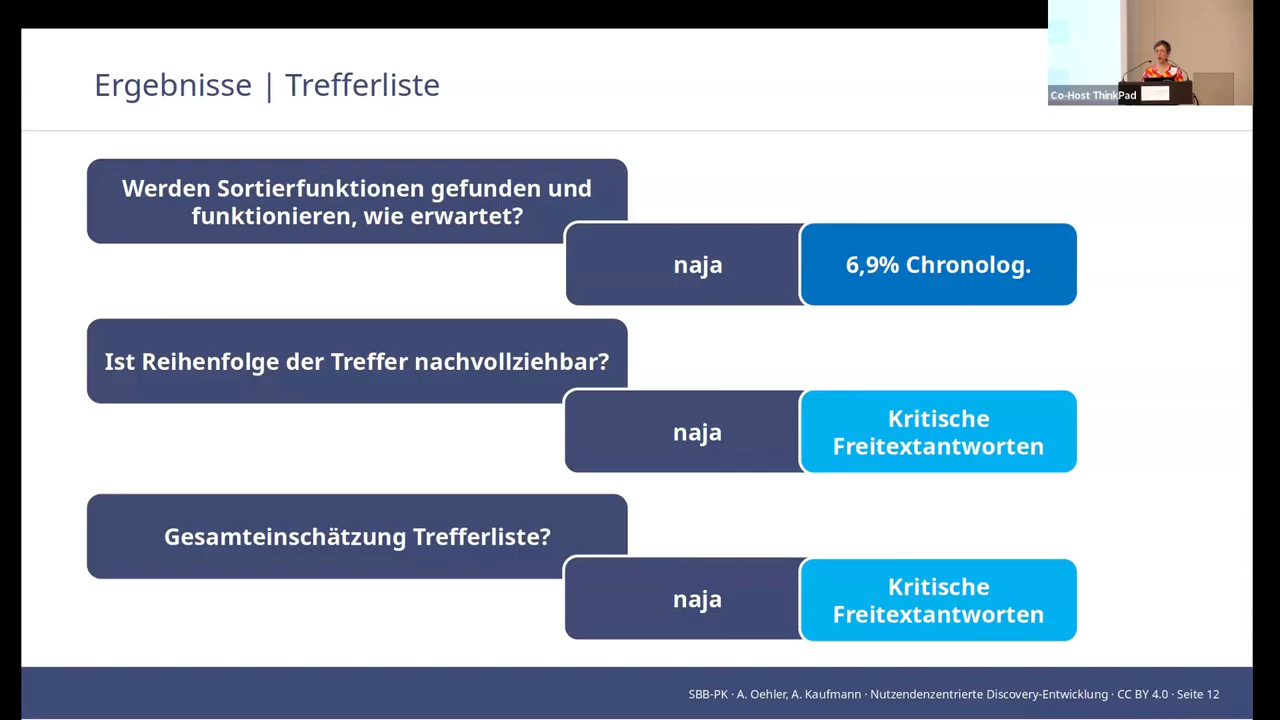 Ergebnisse | Trefferliste
Co-Host ThinkPad
Werden Sortierfunktionen gefunden und
funktionieren, wie erwartet?
naja
6,9% Chronolog.
Ist Reihenfolge der Treffer nachvollziehbar?
naja
Kritische
Freitextantworten
Gesamteinschätzung Trefferliste?
naja
Kritische
Freitextantworten
SBB-PK · A. Oehler, A. Kaufmann · Nutzendenzentrierte Discovery-Entwicklung · CC BY 4.0 · Seite 12